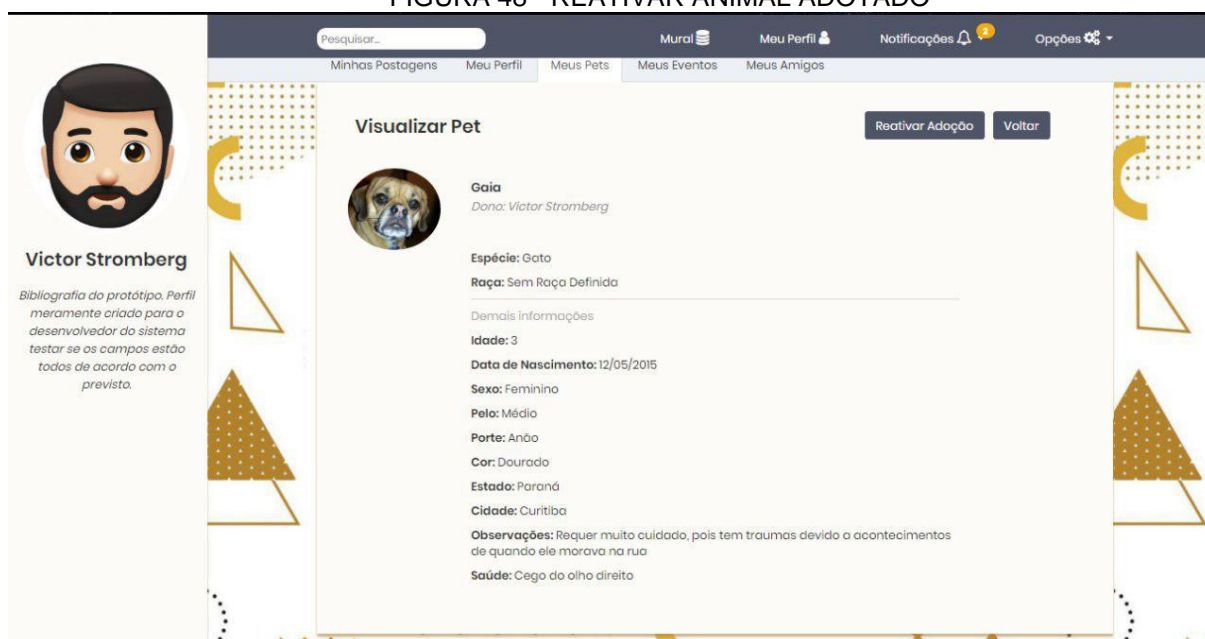 FIGURA 48 - REATIVAR ANIMAL ADOTADO
Pesquisar...
Mural
Meu Perfil
Notificações
2
Opções
Minhas Postagens
Meu Perfil
Meus Pets
Meus Eventos
Meus Amigos
Visualizar Pet
Reativar Adoção
Voltar
Gaia
Dono: Victor Stromberg
Espécie: Gato
Raça: Sem Raça Definida
Demais informações
Idade: 3
Data de Nascimento: 12/05/2015
Sexo: Feminino
Pelo: Médio
Porte: Anão
Cor: Dourado
Estado: Paraná
Cidade: Curitiba
Observações: Requer muito cuidado, pois tem traumas devido a acontecimentos
de quando ele morava na rua
Saúde: Cego do olho direito
Victor Stromberg
Bibliografia do protótipo. Perfil
meramente criado para o
desenvolvedor do sistema
testar se os campos estão
todos de acordo com o
previsto.